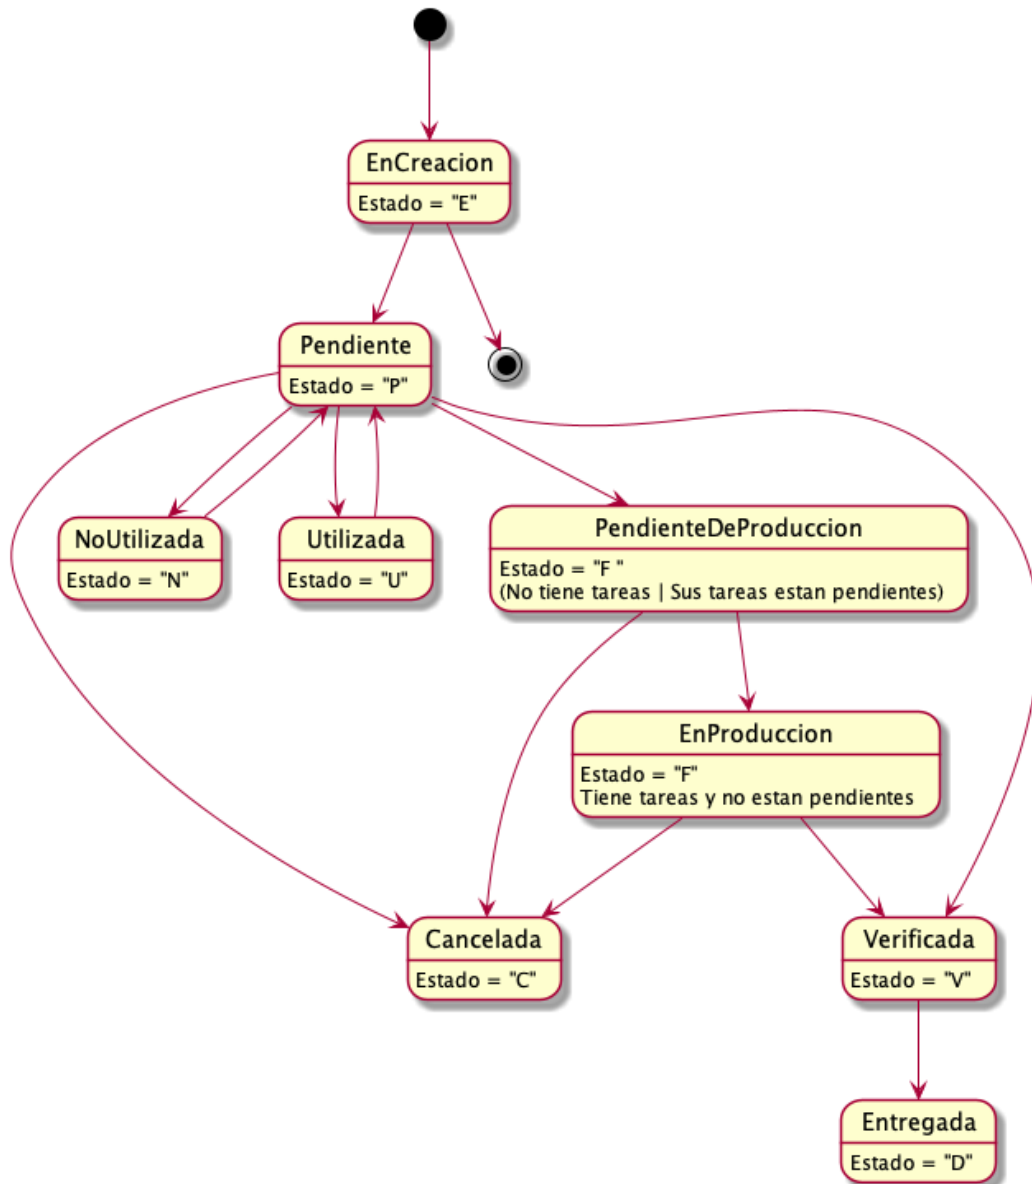 EnCreacion
Estado = "E"
Pendiente
Estado = "P"
NoUtilizada
Estado = "N"
Utilizada
Estado = "U"
PendienteDeProduccion
Estado = "F "
(No tiene tareas | Sus tareas estan pendientes)
EnProduccion
Estado = "F"
Tiene tareas y no estan pendientes
Cancelada
Estado = "C"
Verificada
Estado = "V"
Entregada
Estado = "D"